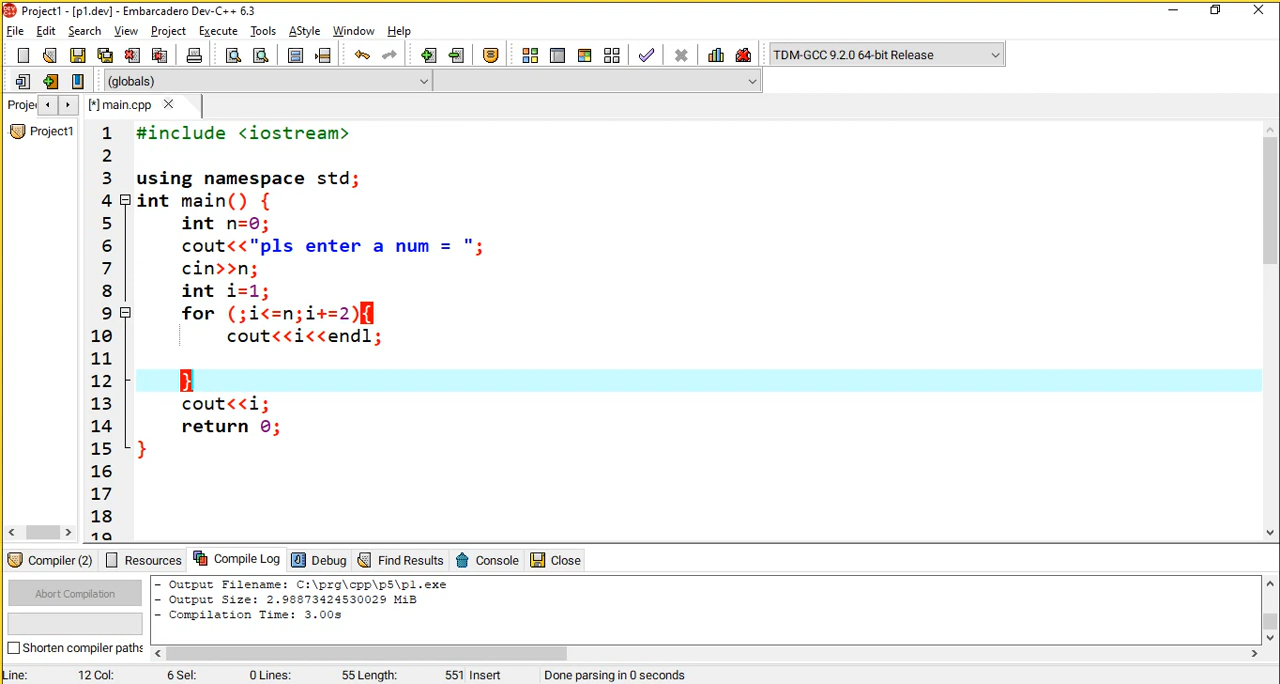 Project1 - [p1.dev] - Embarcadero Dev-C++ 6.3
File Edit Search View Project Execute Tools AStyle Window Help
TDM-GCC 9.2.0 64-bit Release
(globals)
Proje [*] main.cpp
Project1
1 #include <iostream>
2
3 using namespace std;
4 int main() {
5 int n=0;
6 cout<<"pls enter a num = ";
7 cin>>n;
8 int i=1;
9 for (;i<=n;i+=2){
10 cout<<i<<endl;
11
12 }
13 cout<<i;
14 return 0;
15 }
16
17
18
19
Compiler (2) Resources Compile Log Debug Find Results Console Close
Abort Compilation
Shorten compiler paths
- Output Filename: C:\prg\cpp\p5\p1.exe
- Output Size: 2.98873424530029 MiB
- Compilation Time: 3.00s
Line: 12 Col: 6 Sel: 0 Lines: 55 Length: 551 Insert Done parsing in 0 seconds